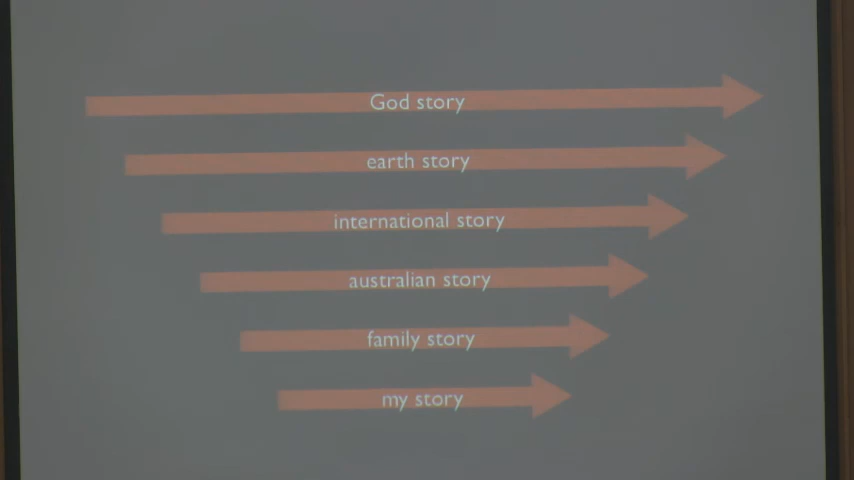 God story
earth story
international story
australian story
family story
my story